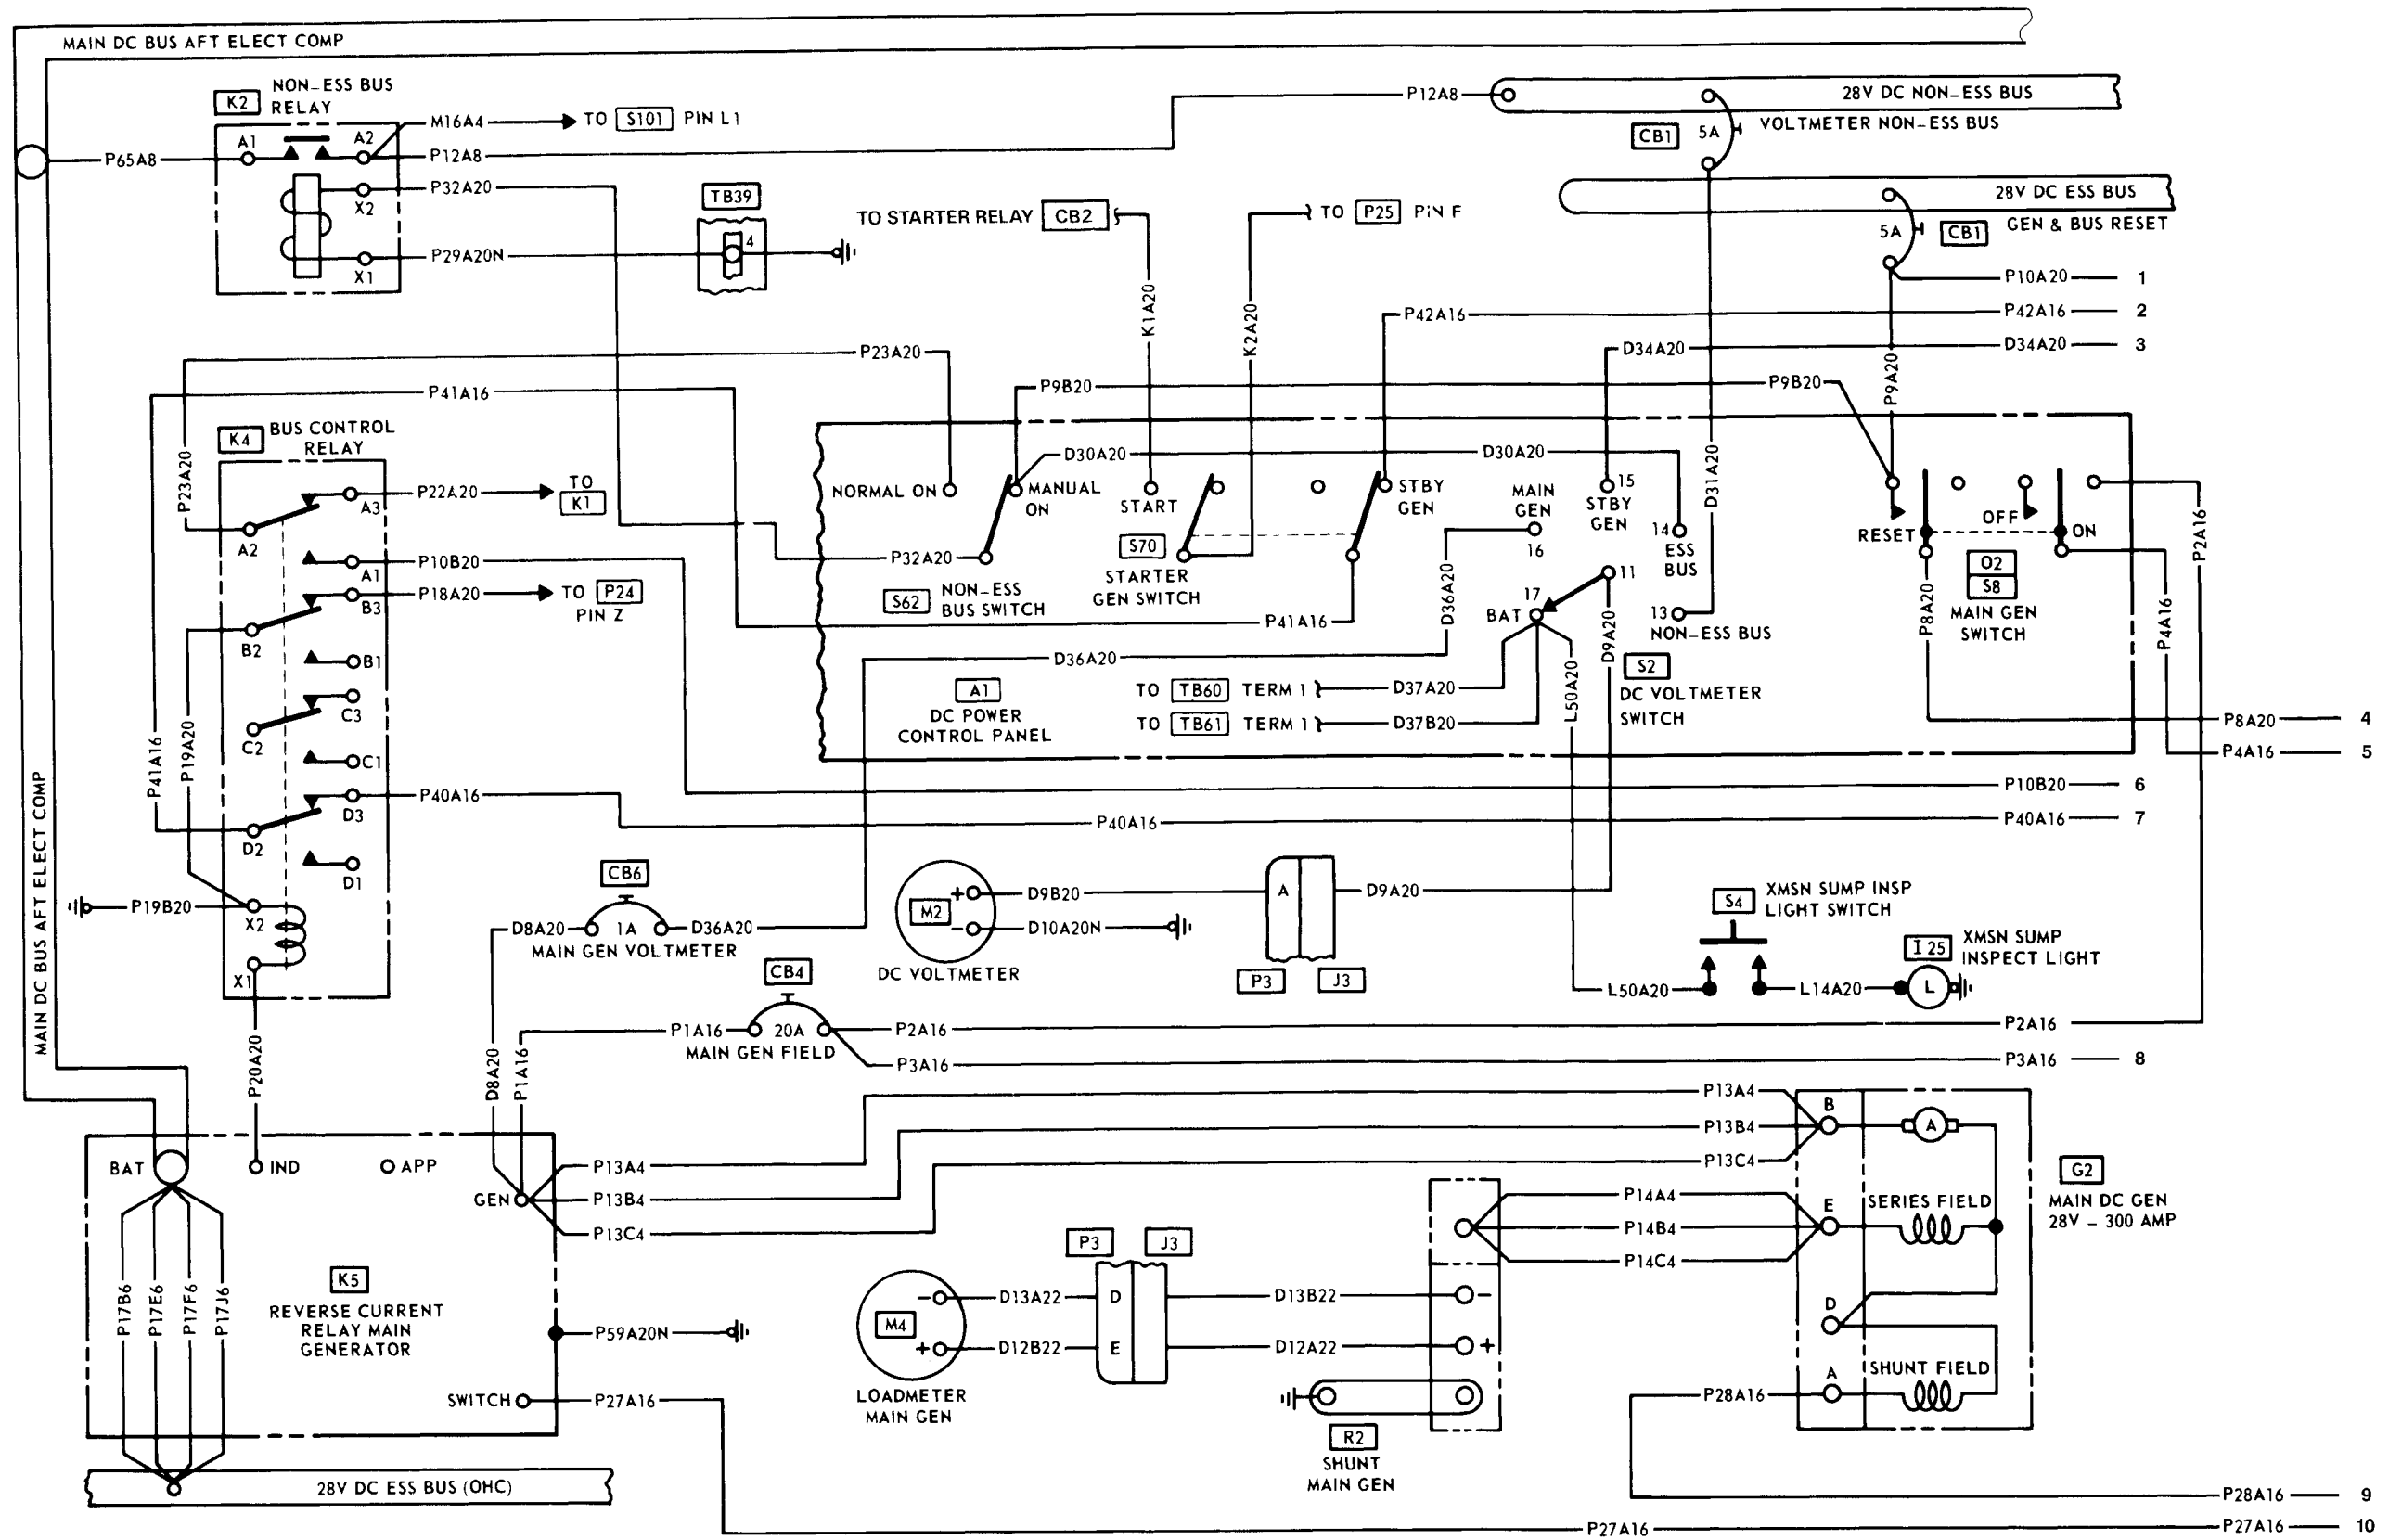 MAIN DC BUS AFT ELECT COMP
K2
NON-ESS BUS
RELAY
A1
A2
M16A4
TO S101 PIN L1
P65A8
P12A8
P12A8
28V DC NON-ESS BUS
VOLTMETER NON-ESS BUS
CB1
5A
X2
P32A20
X1
P29A20N
TB39
4
TO STARTER RELAY CB2
TO P25 PIN F
28V DC ESS BUS
GEN & BUS RESET
5A
CB1
P10A20
1
K1A20
K2A20
P42A16
P42A16
2
P23A20
D34A20
D34A20
3
P41A16
P9B20
P9B20
P9A20
K4
BUS CONTROL
RELAY
P23A20
D30A20
D30A20
D31A20
A3
P22A20
TO
K1
A2
NORMAL ON
MANUAL
ON
START
STBY
GEN
MAIN
GEN
16
15
STBY
GEN
14
ESS
BUS
RESET
OFF
ON
P2A16
A1
P10B20
P32A20
S70
STARTER
GEN SWITCH
S62
NON-ESS
BUS SWITCH
D36A20
11
17
BAT
13
NON-ESS BUS
O2
S8
MAIN GEN
SWITCH
P8A20
P4A16
B3
P18A20
TO P24
PIN Z
B2
P41A16
D9A20
B1
D36A20
S2
DC VOLTMETER
SWITCH
L50A20
C3
C2
A1
DC POWER
CONTROL PANEL
TO TB60 TERM 1
D37A20
TO TB61 TERM 1
D37B20
P8A20
4
P4A16
5
C1
P41A16
P19A20
P10B20
6
D3
P40A16
P40A16
P40A16
7
D2
D1
MAIN DC BUS AFT ELECT COMP
P19B20
X2
X1
CB6
D8A20
1A
D36A20
MAIN GEN VOLTMETER
M2
+
-
D9B20
D10A20N
DC VOLTMETER
A
P3
J3
D9A20
S4
XMSN SUMP INSP
LIGHT SWITCH
L50A20
L14A20
I 25
XMSN SUMP
INSPECT LIGHT
L
CB4
P1A16
20A
MAIN GEN FIELD
P2A16
P2A16
P3A16
P3A16
8
P20A20
D8A20
P1A16
P13A4
P13B4
P13C4
BAT
IND
APP
GEN
P13A4
P13B4
P13C4
B
A
G2
MAIN DC GEN
28V - 300 AMP
P14A4
P14B4
P14C4
E
SERIES FIELD
D
A
SHUNT FIELD
P28A16
P17B6
P17E6
P17F6
P17J6
K5
REVERSE CURRENT
RELAY MAIN
GENERATOR
P59A20N
SWITCH
P27A16
M4
-
+
LOADMETER
MAIN GEN
D13A22
D12B22
P3
J3
D
E
D13B22
D12A22
-
+
R2
SHUNT
MAIN GEN
28V DC ESS BUS (OHC)
P28A16
9
P27A16
P27A16
10